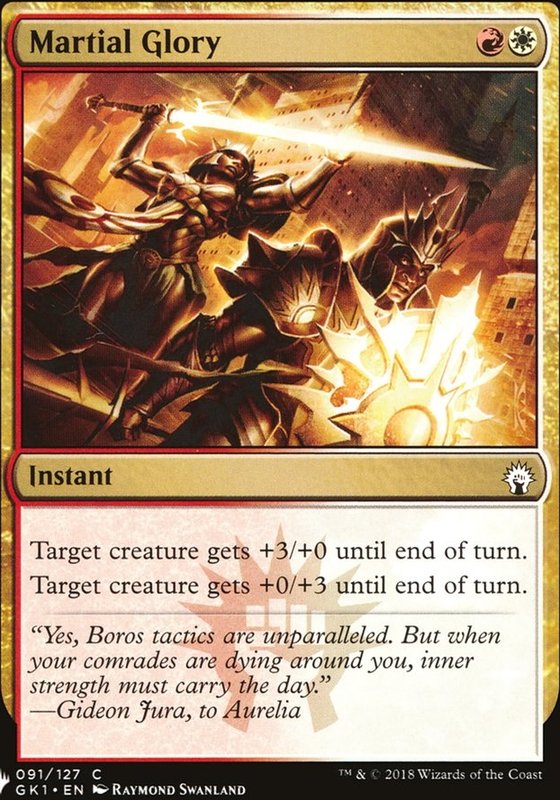 Martial Glory
Instant
Target creature gets +3/+0 until end of turn.
Target creature gets +0/+3 until end of turn.
“Yes, Boros tactics are unparalleled. But when
your comrades are dying around you, inner
strength must carry the day.”
—Gideon Jura, to Aurelia
091/127 C
GK1 • EN Raymond Swanland
™ & © 2018 Wizards of the Coast